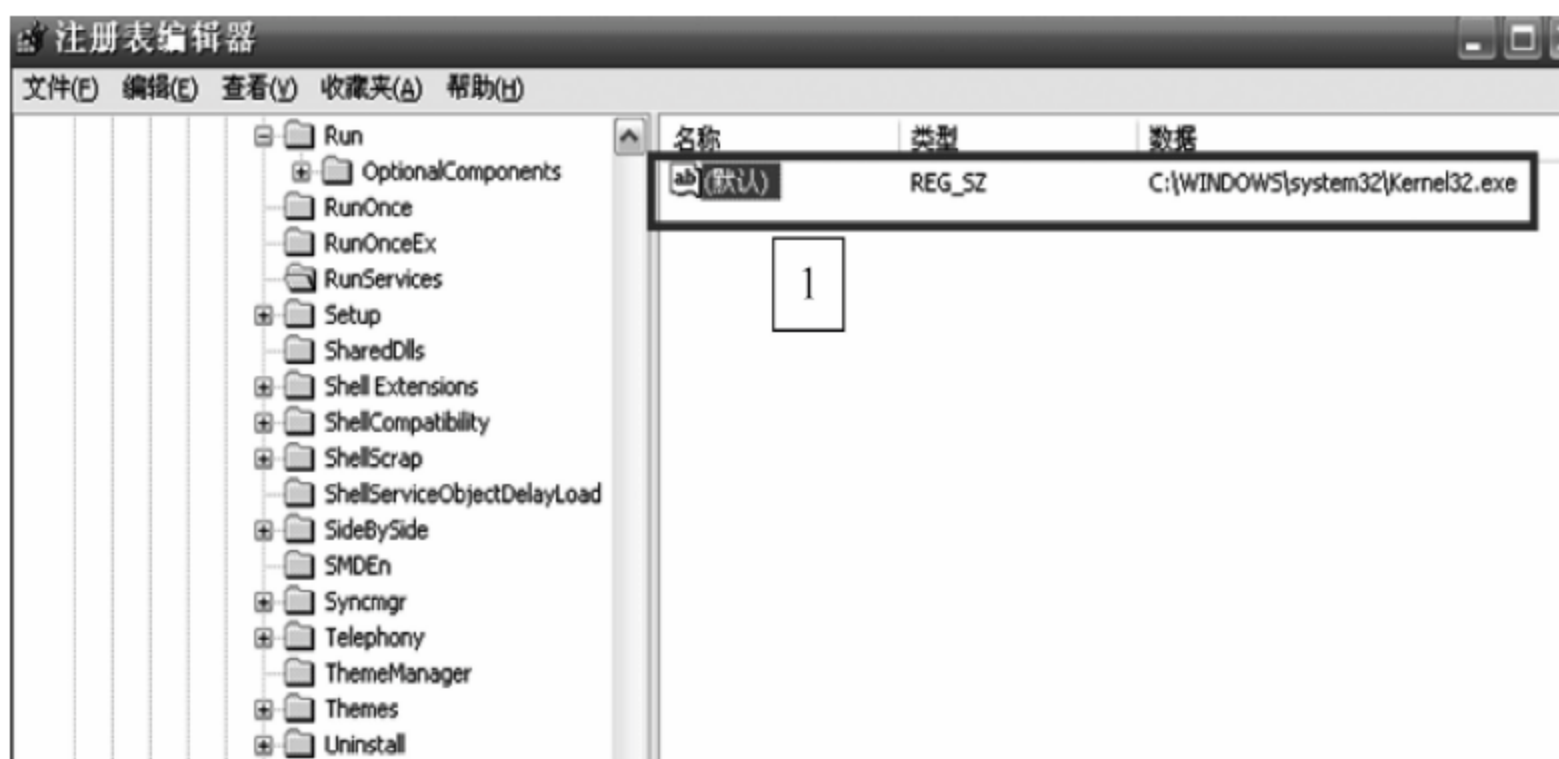 注册表编辑器
文件(F) 编辑(E) 查看(V) 收藏夹(A) 帮助(H)
Run
OptionalComponents
RunOnce
RunOnceEx
RunServices
Setup
SharedDlls
Shell Extensions
ShellCompatibility
ShellScrap
ShellServiceObjectDelayLoad
SideBySide
SMDEn
Syncmgr
Telephony
ThemeManager
Themes
Uninstall
名称 类型 数据
ab (默认) REG_SZ C:\WINDOWS\system32\Kernel32.exe
1